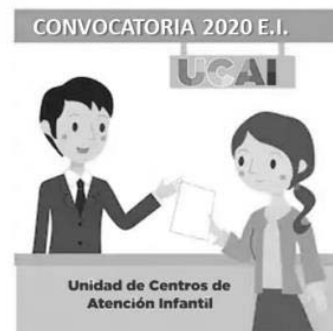 CONVOCATORIA 2020 E.I.
UCAI
Unidad de Centros de
Atención Infantil